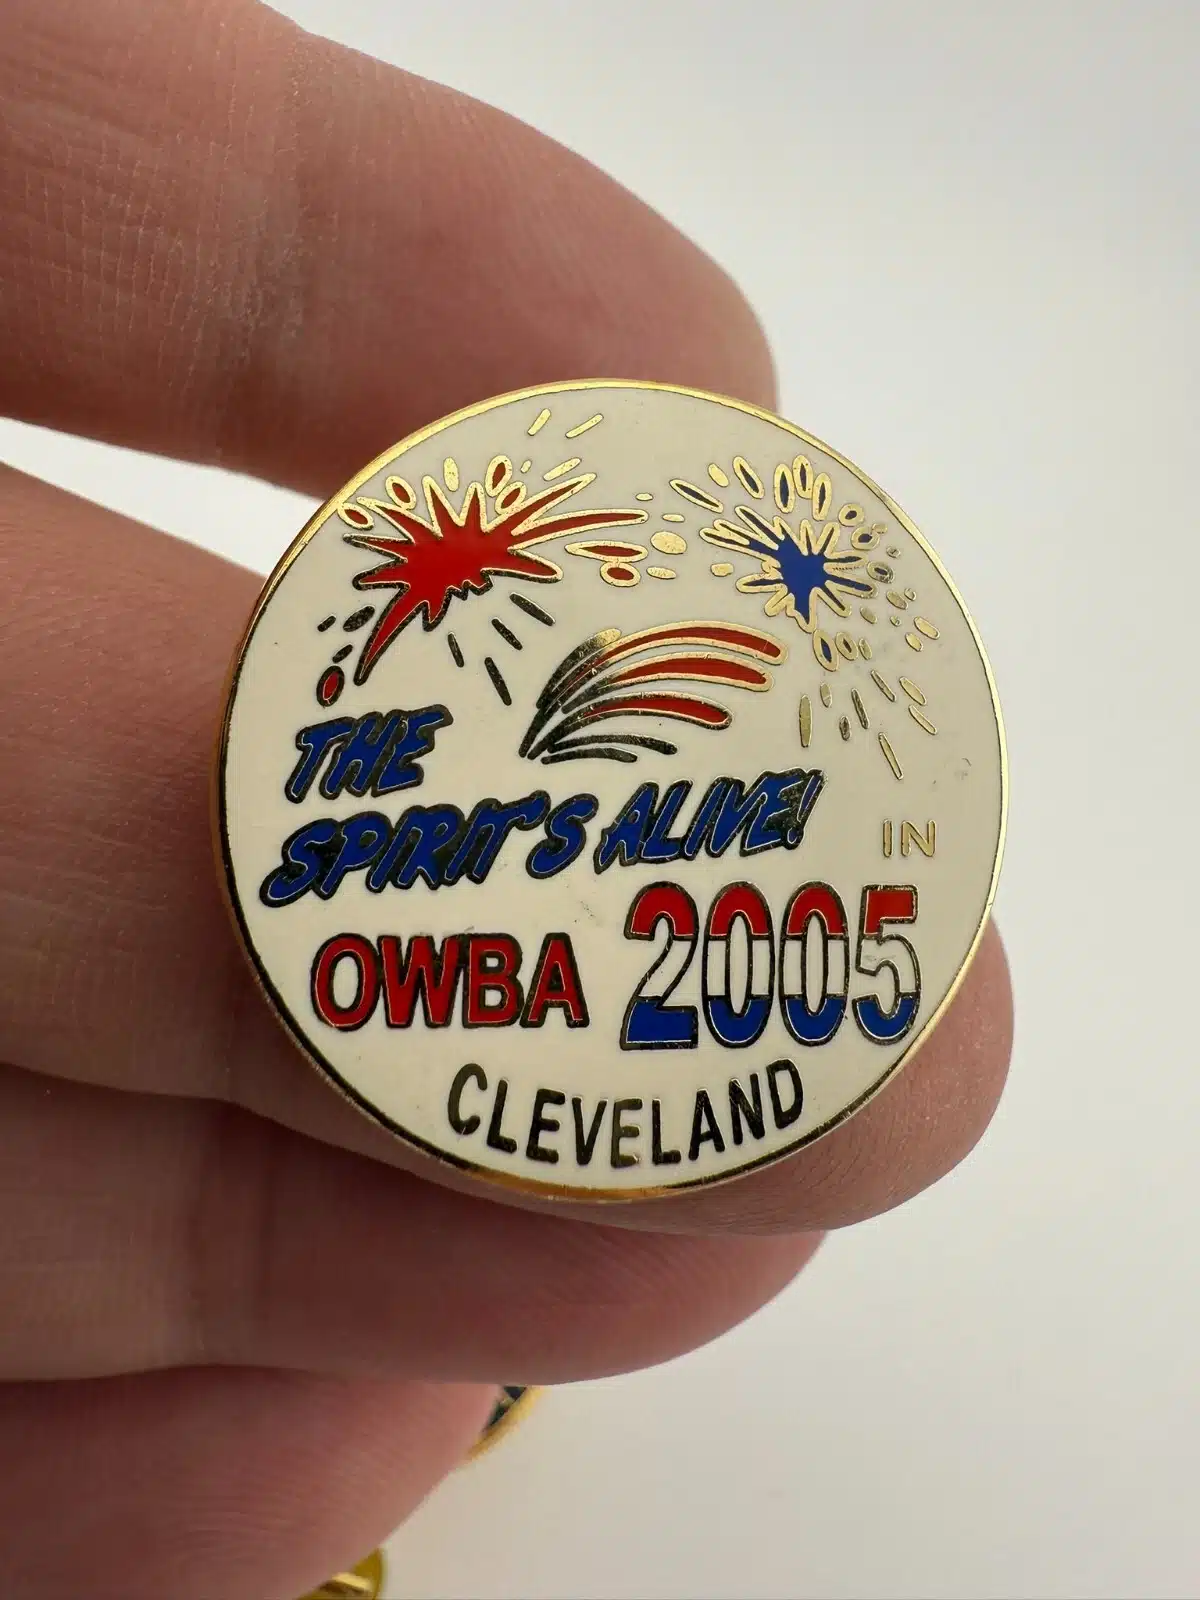 THE
SPIRIT'S ALIVE!
IN
OWBA 2005
CLEVELAND